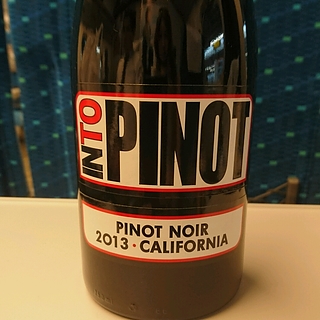 INTO PINOT
PINOT NOIR
2013 · CALIFORNIA